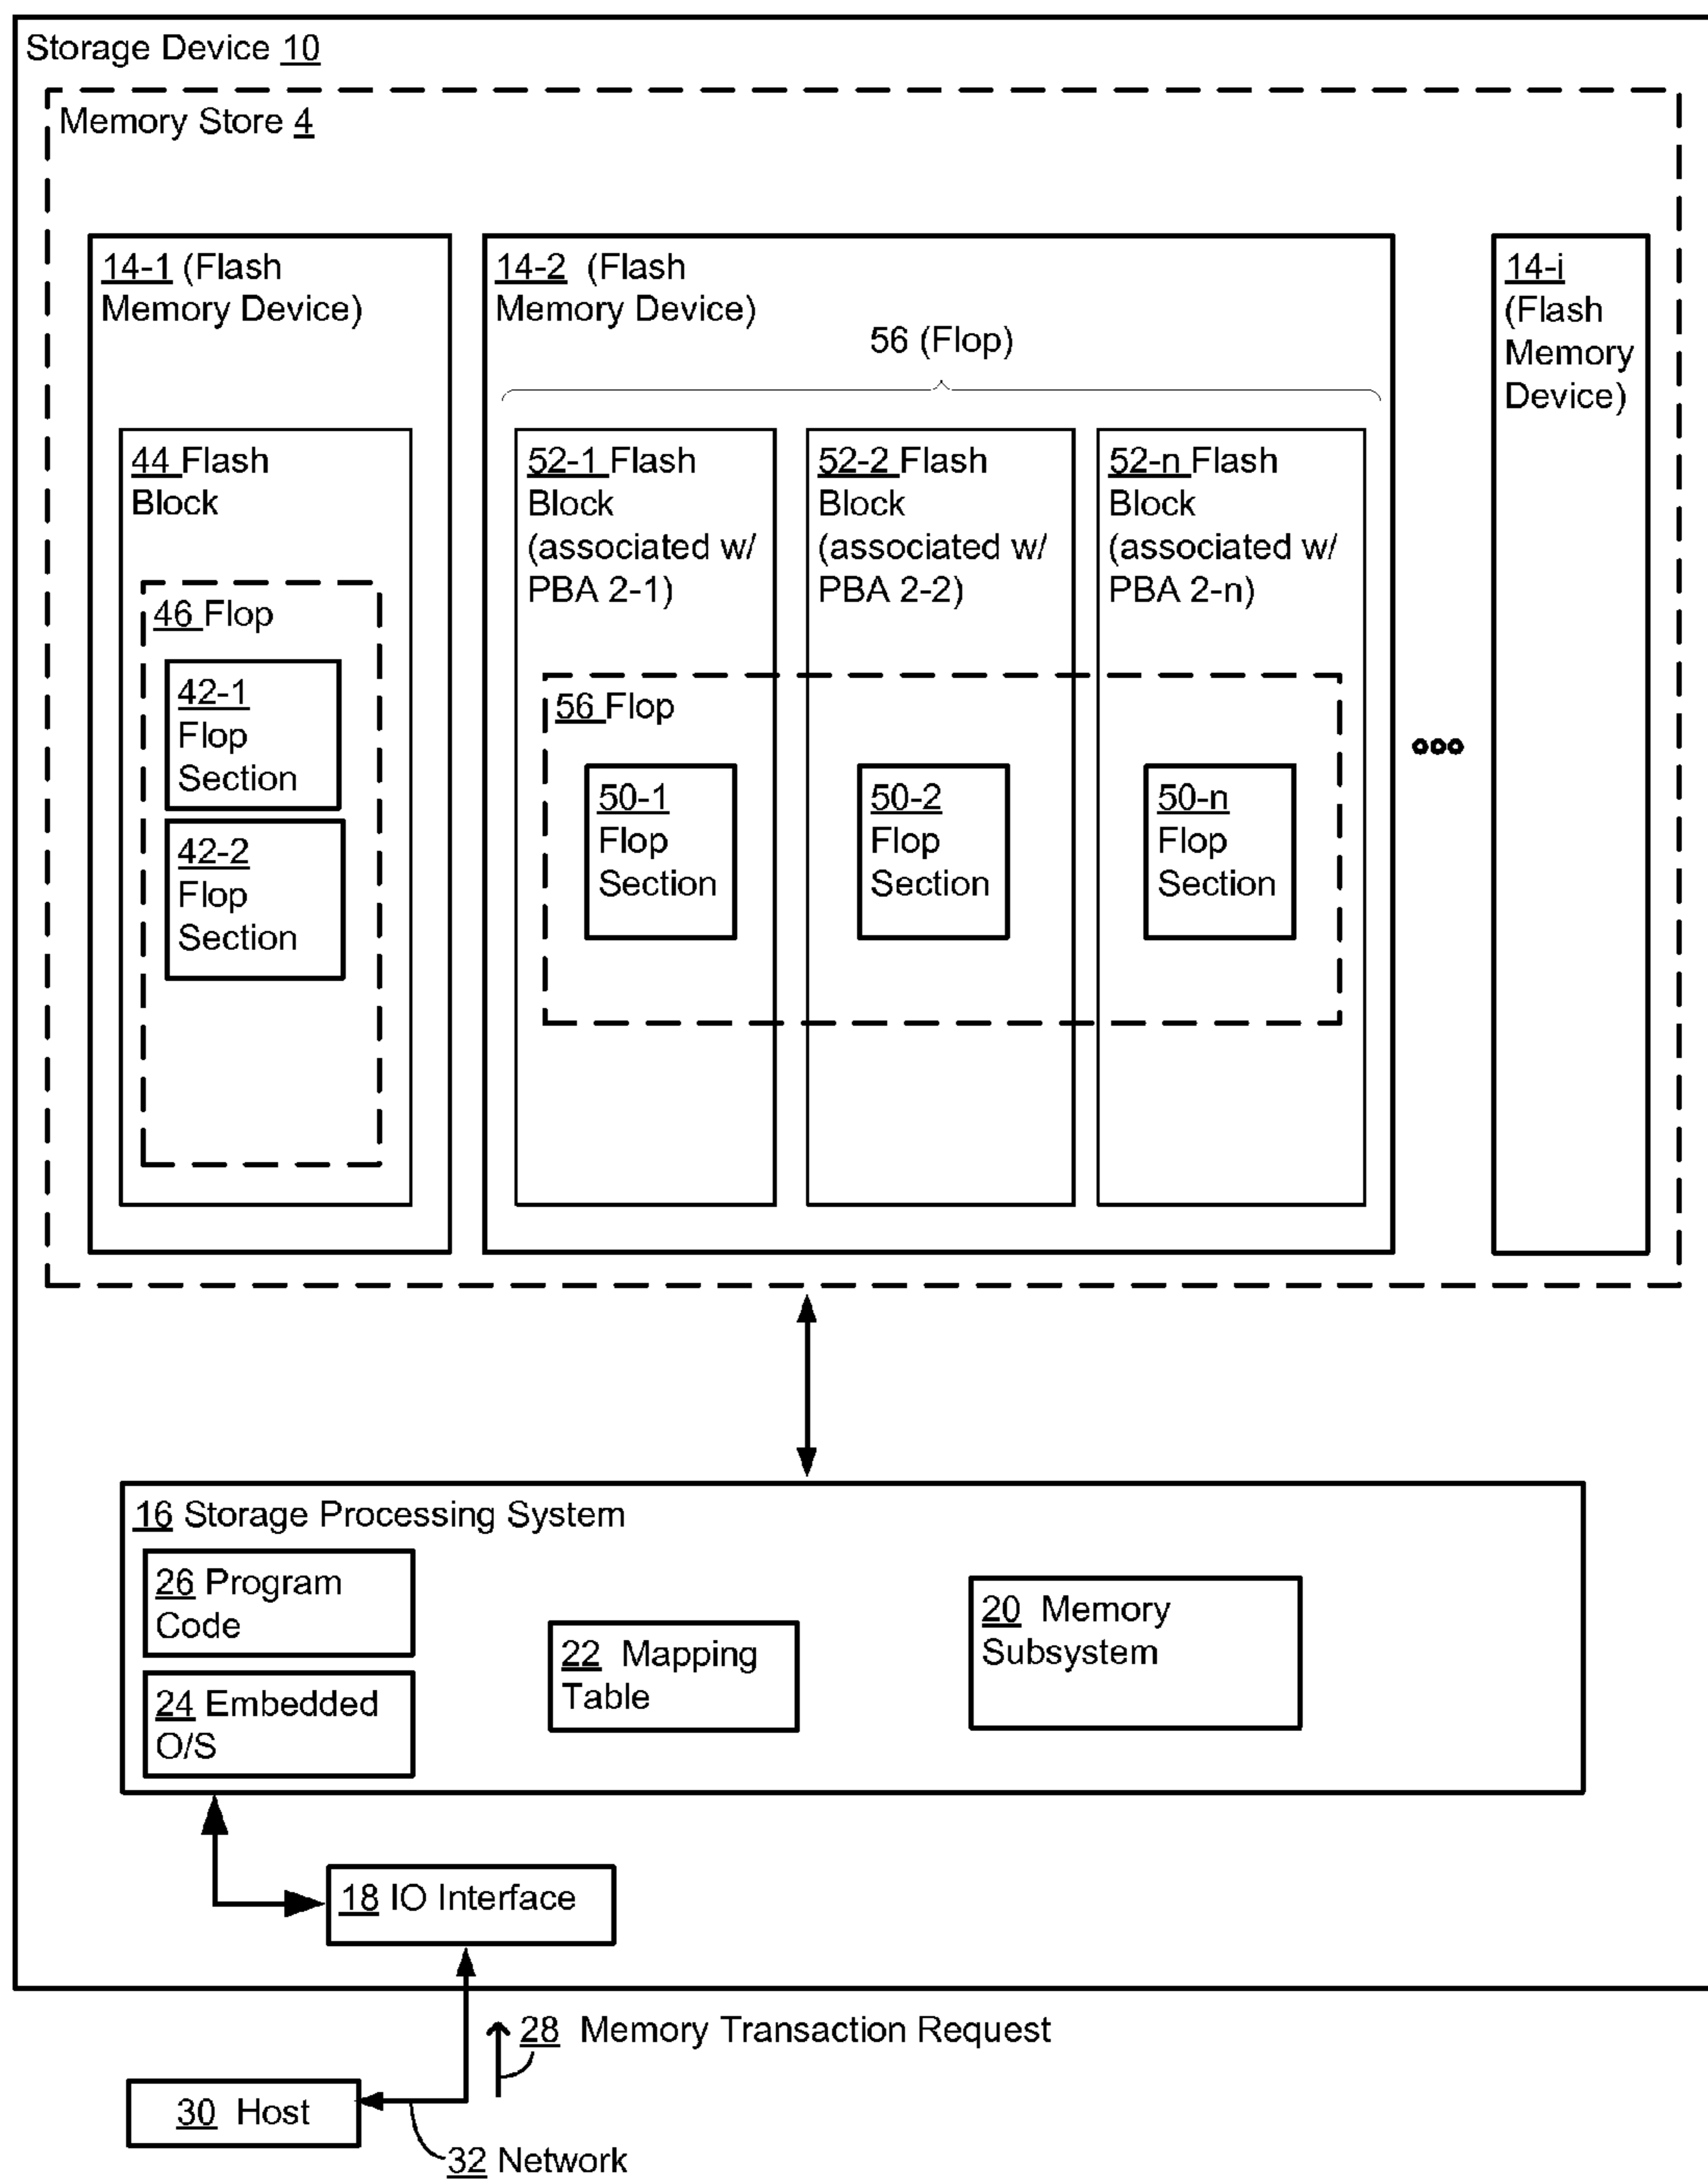 Storage Device 10
Memory Store 4
14-1 (Flash
Memory Device)
44 Flash
Block
46 Flop
42-1
Flop
Section
42-2
Flop
Section
14-2 (Flash
Memory Device)
56 (Flop)
52-1 Flash
Block
(associated w/
PBA 2-1)
52-2 Flash
Block
(associated w/
PBA 2-2)
52-n Flash
Block
(associated w/
PBA 2-n)
56 Flop
50-1
Flop
Section
50-2
Flop
Section
50-n
Flop
Section
14-i
(Flash
Memory
Device)
16 Storage Processing System
26 Program
Code
24 Embedded
O/S
22 Mapping
Table
20 Memory
Subsystem
18 IO Interface
28 Memory Transaction Request
30 Host
32 Network